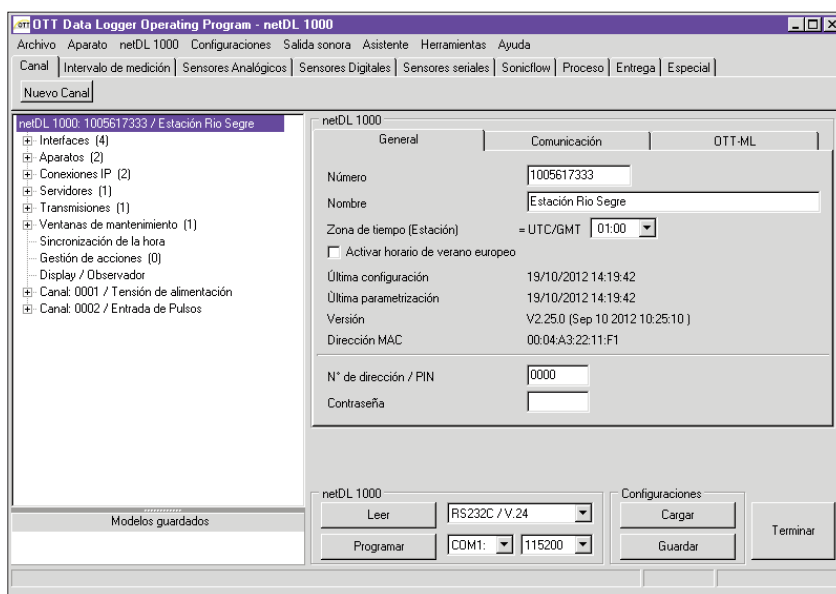 OTT Data Logger Operating Program - netDL 1000
Archivo Aparato netDL 1000 Configuraciones Salida sonora Asistente Herramientas Ayuda
Canal Intervalo de medición Sensores Analógicos Sensores Digitales Sensores seriales Sonicflow Proceso Entrega Especial
Nuevo Canal
netDL 1000: 1005617333 / Estación Rio Segre
Interfaces (4)
Aparatos (2)
Conexiones IP (2)
Servidores (1)
Transmisiones (1)
Ventanas de mantenimiento (1)
Sincronización de la hora
Gestión de acciones (0)
Display / Observador
Canal: 0001 / Tensión de alimentación
Canal: 0002 / Entrada de Pulsos
Modelos guardados
netDL 1000
General Comunicación OTT-ML
Número 1005617333
Nombre Estación Rio Segre
Zona de tiempo (Estación) = UTC/GMT 01:00
Activar horario de verano europeo
Última configuración 19/10/2012 14:19:42
Ùltima parametrización 19/10/2012 14:19:42
Versión V2.25.0 (Sep 10 2012 10:25:10 )
Dirección MAC 00:04:A3:22:11:F1
N° de dirección / PIN 0000
Contraseña
netDL 1000
Leer RS232C / V.24
Programar COM1: 115200
Configuraciones
Cargar
Guardar
Terminar